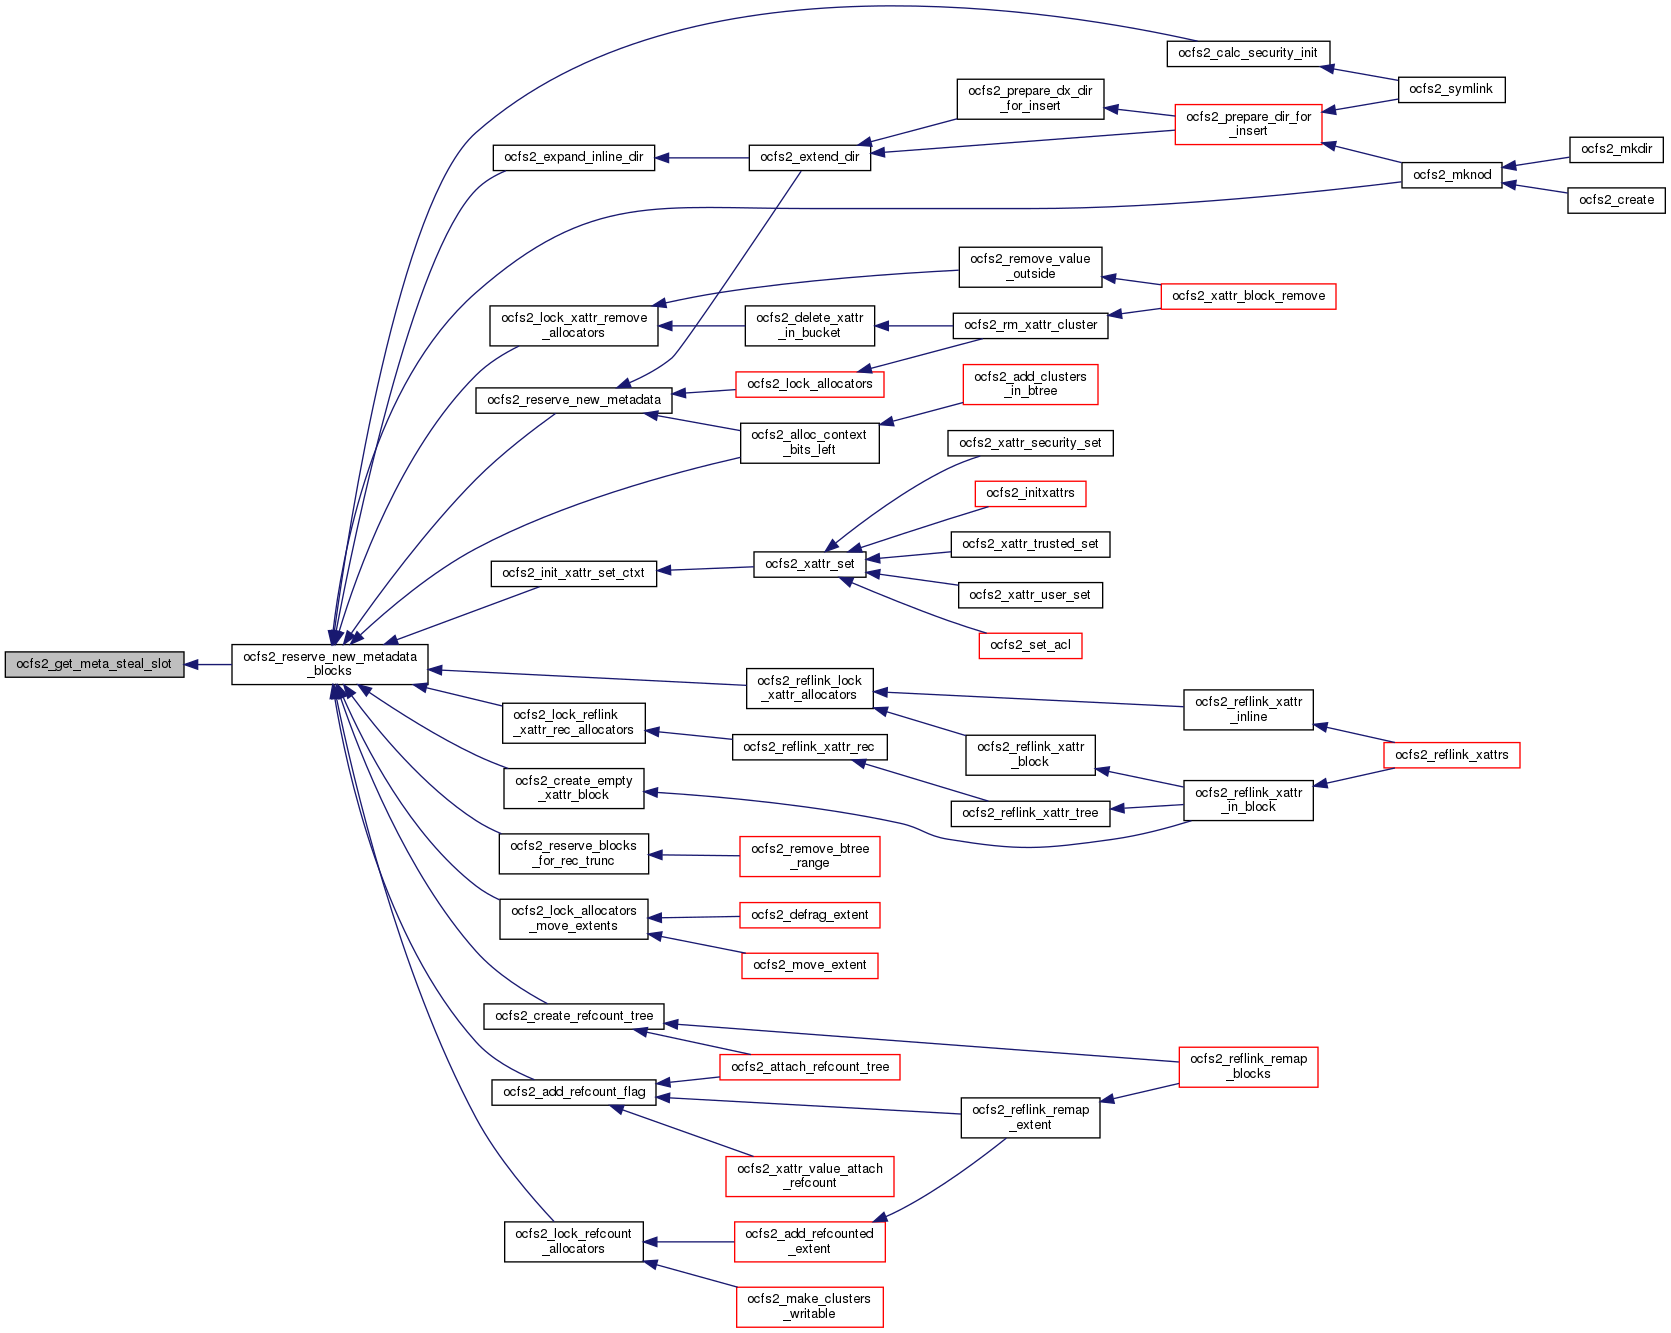 ocfs2_calc_security_init
ocfs2_symlink
ocfs2_prepare_dx_dir
_for_insert
ocfs2_prepare_dir_for
_insert
ocfs2_expand_inline_dir
ocfs2_extend_dir
ocfs2_mknod
ocfs2_mkdir
ocfs2_create
ocfs2_remove_value
_outside
ocfs2_xattr_block_remove
ocfs2_lock_xattr_remove
_allocators
ocfs2_delete_xattr
_in_bucket
ocfs2_rm_xattr_cluster
ocfs2_reserve_new_metadata
ocfs2_lock_allocators
ocfs2_add_clusters
_in_btree
ocfs2_alloc_context
_bits_left
ocfs2_xattr_security_set
ocfs2_initxattrs
ocfs2_xattr_trusted_set
ocfs2_init_xattr_set_ctxt
ocfs2_xattr_set
ocfs2_xattr_user_set
ocfs2_set_acl
ocfs2_get_meta_steal_slot
ocfs2_reserve_new_metadata
_blocks
ocfs2_reflink_lock
_xattr_allocators
ocfs2_reflink_xattr
_inline
ocfs2_lock_reflink
_xattr_rec_allocators
ocfs2_reflink_xattr_rec
ocfs2_reflink_xattr
_block
ocfs2_reflink_xattrs
ocfs2_create_empty
_xattr_block
ocfs2_reflink_xattr_tree
ocfs2_reflink_xattr
_in_block
ocfs2_reserve_blocks
_for_rec_trunc
ocfs2_remove_btree
_range
ocfs2_lock_allocators
_move_extents
ocfs2_defrag_extent
ocfs2_move_extent
ocfs2_create_refcount_tree
ocfs2_attach_refcount_tree
ocfs2_reflink_remap
_blocks
ocfs2_add_refcount_flag
ocfs2_reflink_remap
_extent
ocfs2_xattr_value_attach
_refcount
ocfs2_lock_refcount
_allocators
ocfs2_add_refcounted
_extent
ocfs2_make_clusters
_writable